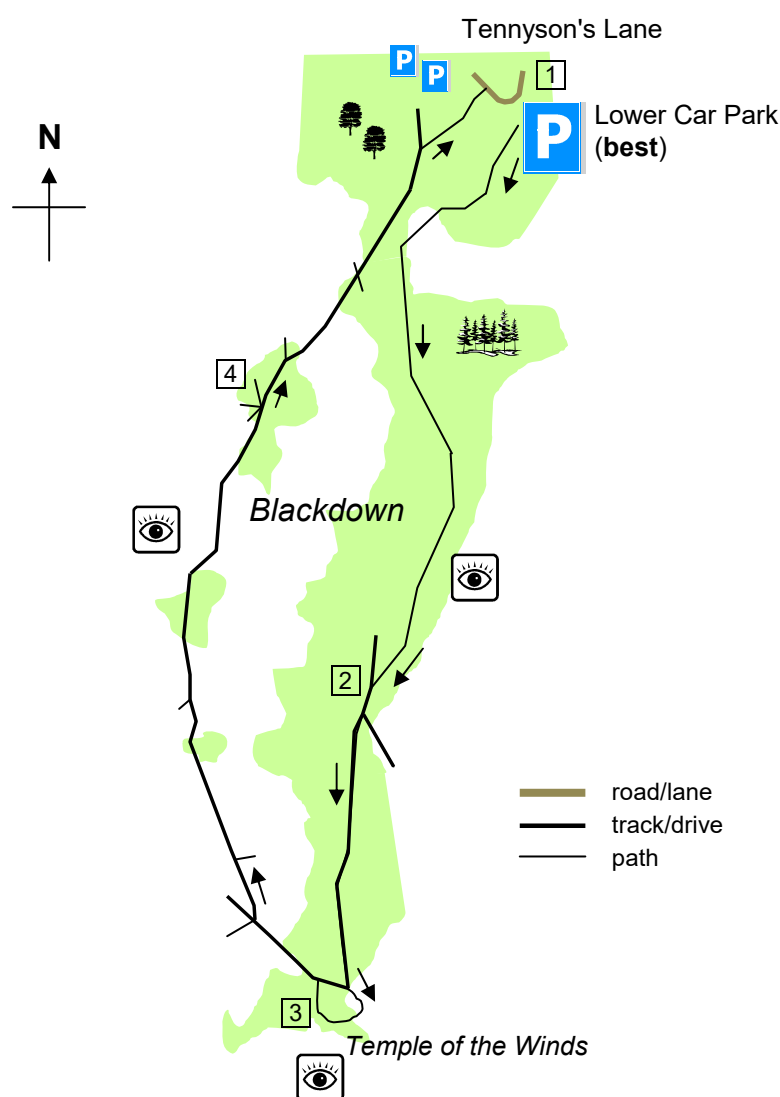 Tennyson's Lane
P
P
1
P
Lower Car Park
(best)
N
4
Blackdown
2
road/lane
track/drive
path
3
Temple of the Winds